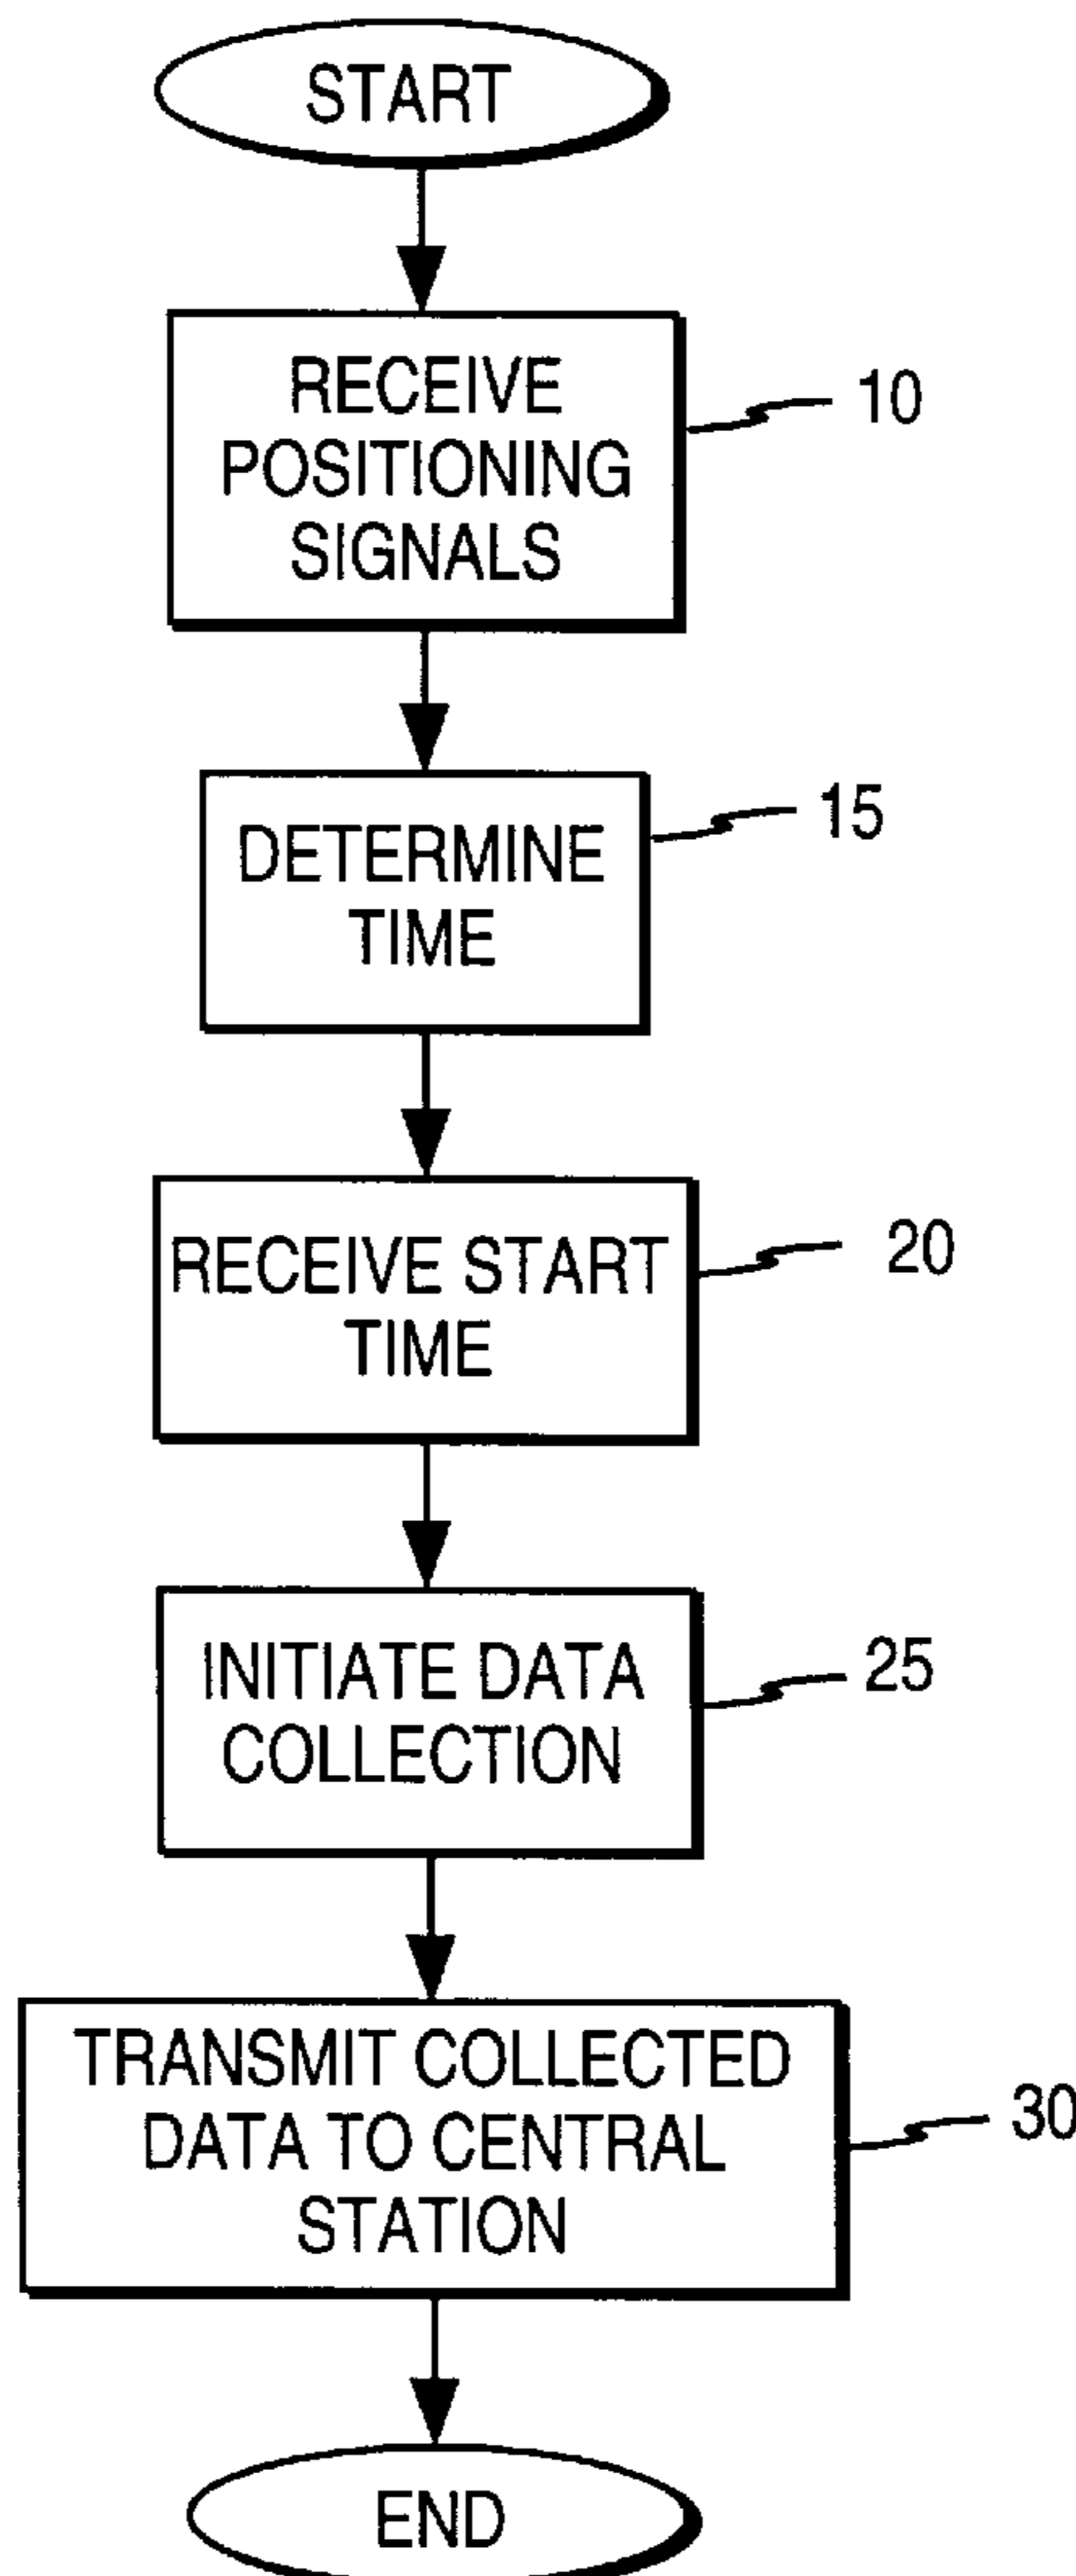 START
RECEIVE
POSITIONING
SIGNALS
10
DETERMINE
TIME
15
RECEIVE START
TIME
20
INITIATE DATA
COLLECTION
25
TRANSMIT COLLECTED
DATA TO CENTRAL
STATION
30
END